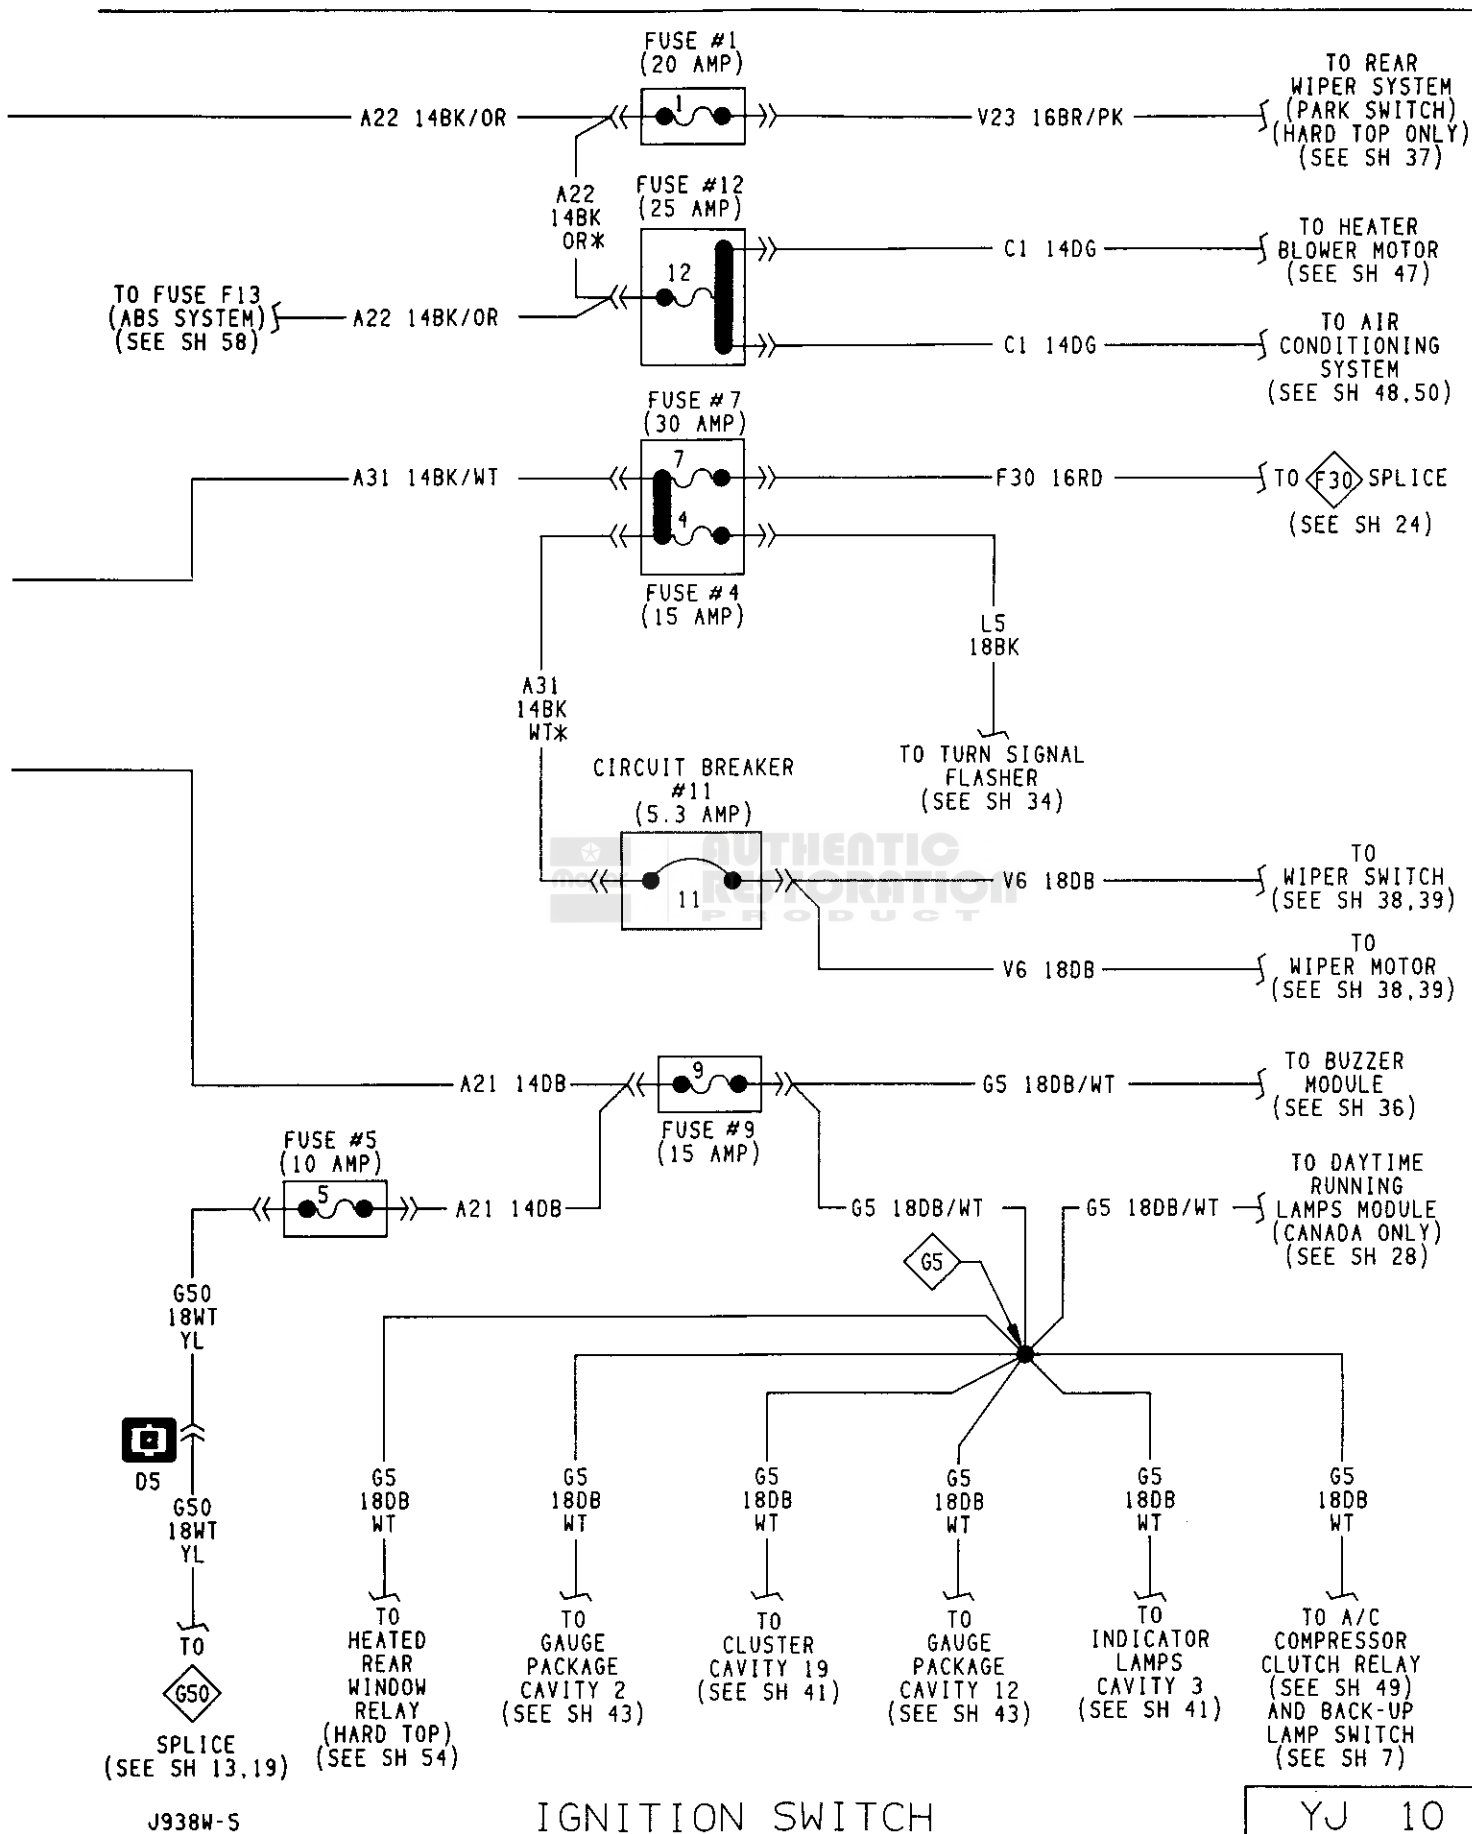 FUSE #1
(20 AMP)
1
A22 14BK/OR
V23 16BR/PK
TO REAR
WIPER SYSTEM
(PARK SWITCH)
(HARD TOP ONLY)
(SEE SH 37)
A22
14BK
OR*
FUSE #12
(25 AMP)
12
C1 14DG
TO HEATER
BLOWER MOTOR
(SEE SH 47)
TO FUSE F13
(ABS SYSTEM)
(SEE SH 58)
A22 14BK/OR
C1 14DG
TO AIR
CONDITIONING
SYSTEM
(SEE SH 48,50)
FUSE #7
(30 AMP)
A31 14BK/WT
7
F30 16RD
TO F30 SPLICE
(SEE SH 24)
4
FUSE #4
(15 AMP)
L5
18BK
A31
14BK
WT*
TO TURN SIGNAL
FLASHER
(SEE SH 34)
CIRCUIT BREAKER
#11
(5.3 AMP)
11
Mopar
AUTHENTIC
RESTORATION
PRODUCT
V6 18DB
TO
WIPER SWITCH
(SEE SH 38,39)
V6 18DB
TO
WIPER MOTOR
(SEE SH 38,39)
A21 14DB
9
G5 18DB/WT
TO BUZZER
MODULE
(SEE SH 36)
FUSE #9
(15 AMP)
FUSE #5
(10 AMP)
5
A21 14DB
G5 18DB/WT
G5 18DB/WT
TO DAYTIME
RUNNING
LAMPS MODULE
(CANADA ONLY)
(SEE SH 28)
G5
G50
18WT
YL
D5
G50
18WT
YL
G5
18DB
WT
G5
18DB
WT
G5
18DB
WT
G5
18DB
WT
G5
18DB
WT
G5
18DB
WT
TO
G50
SPLICE
(SEE SH 13,19)
TO
HEATED
REAR
WINDOW
RELAY
(HARD TOP)
(SEE SH 54)
TO
GAUGE
PACKAGE
CAVITY 2
(SEE SH 43)
TO
CLUSTER
CAVITY 19
(SEE SH 41)
TO
GAUGE
PACKAGE
CAVITY 12
(SEE SH 43)
TO
INDICATOR
LAMPS
CAVITY 3
(SEE SH 41)
TO A/C
COMPRESSOR
CLUTCH RELAY
(SEE SH 49)
AND BACK-UP
LAMP SWITCH
(SEE SH 7)
J938W-5
IGNITION SWITCH
YJ 10